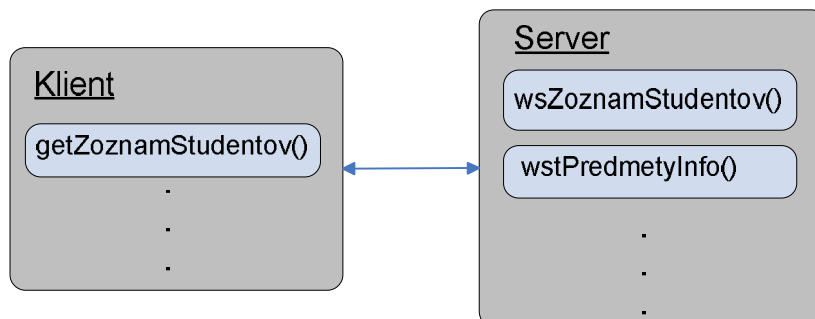 Klient
getZoznamStudentov()
.
.
.
Server
wsZoznamStudentov()
wstPredmetyInfo()
.
.
.